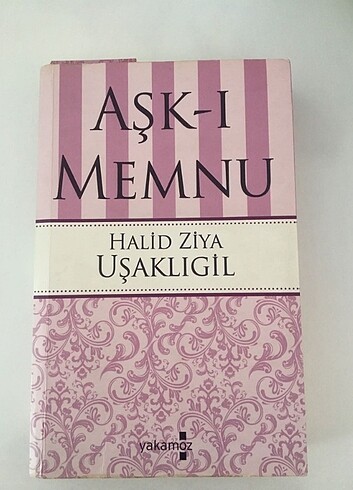 AŞK-I
MEMNU
HALİD ZİYA
UŞAKLIGİL
yakamoz